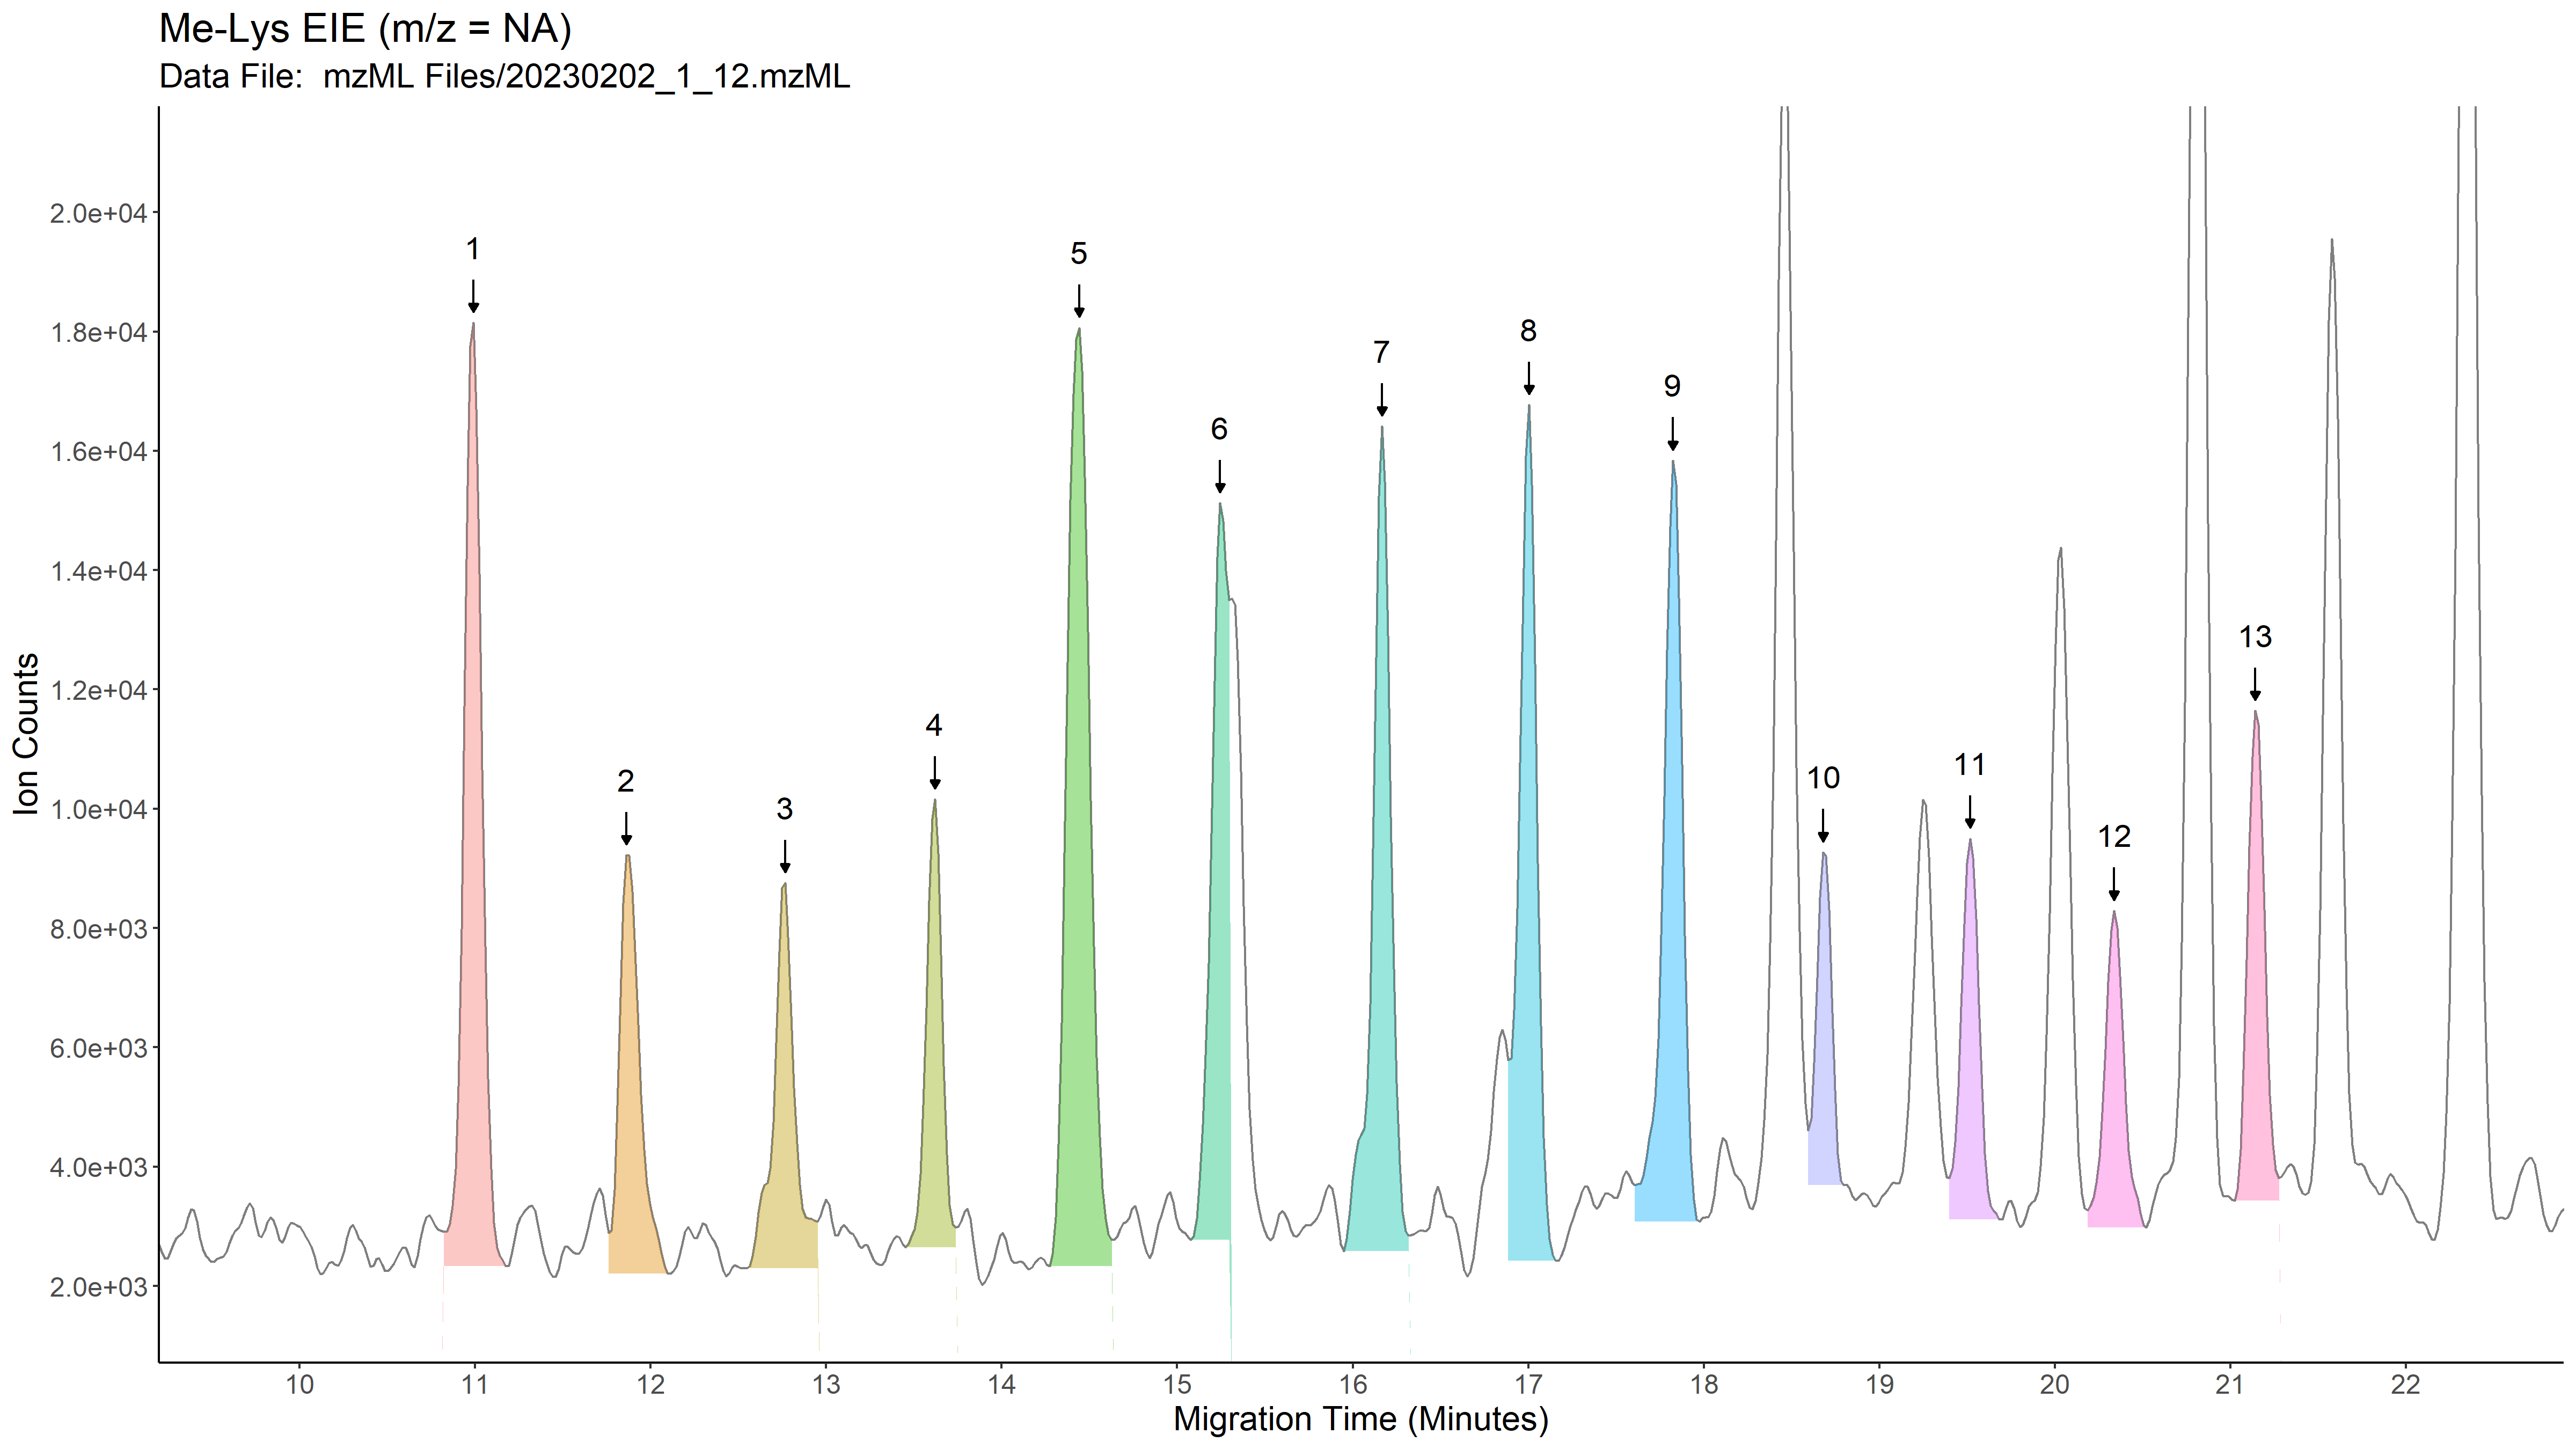 Me-Lys EIE (m/z = NA)
Data File:  mzML Files/20230202_1_12.mzML
2.0e+04
1.8e+04
1.6e+04
1.4e+04
1.2e+04
1.0e+04
8.0e+03
6.0e+03
4.0e+03
2.0e+03
Ion Counts
1
2
3
4
5
6
7
8
9
10
11
12
13
10 11 12 13 14 15 16 17 18 19 20 21 22
Migration Time (Minutes)